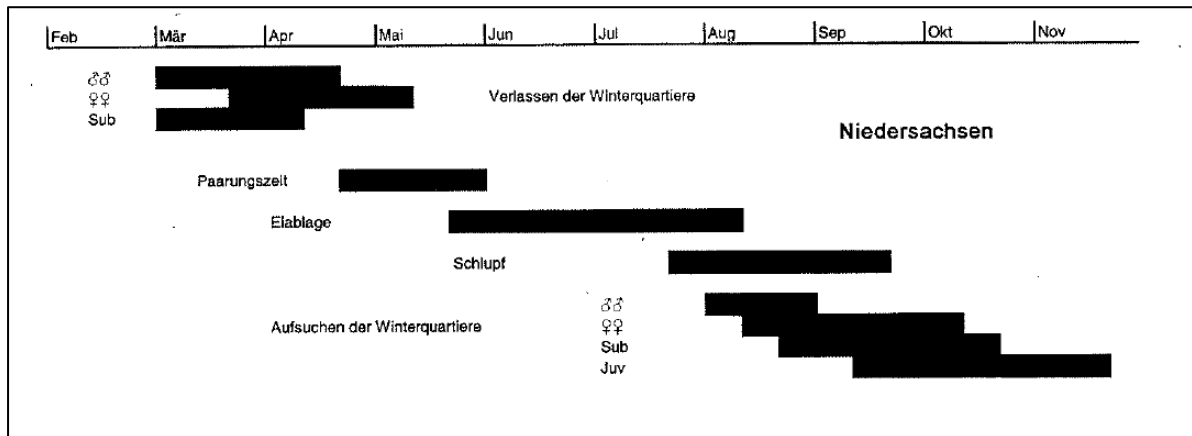 Feb Mär Apr Mai Jun Jul Aug Sep Okt Nov
♂♂
♀♀ Verlassen der Winterquartiere
Sub
Niedersachsen
Paarungszeit
Eiablage
Schlupf
♂♂
Aufsuchen der Winterquartiere ♀♀
Sub
Juv